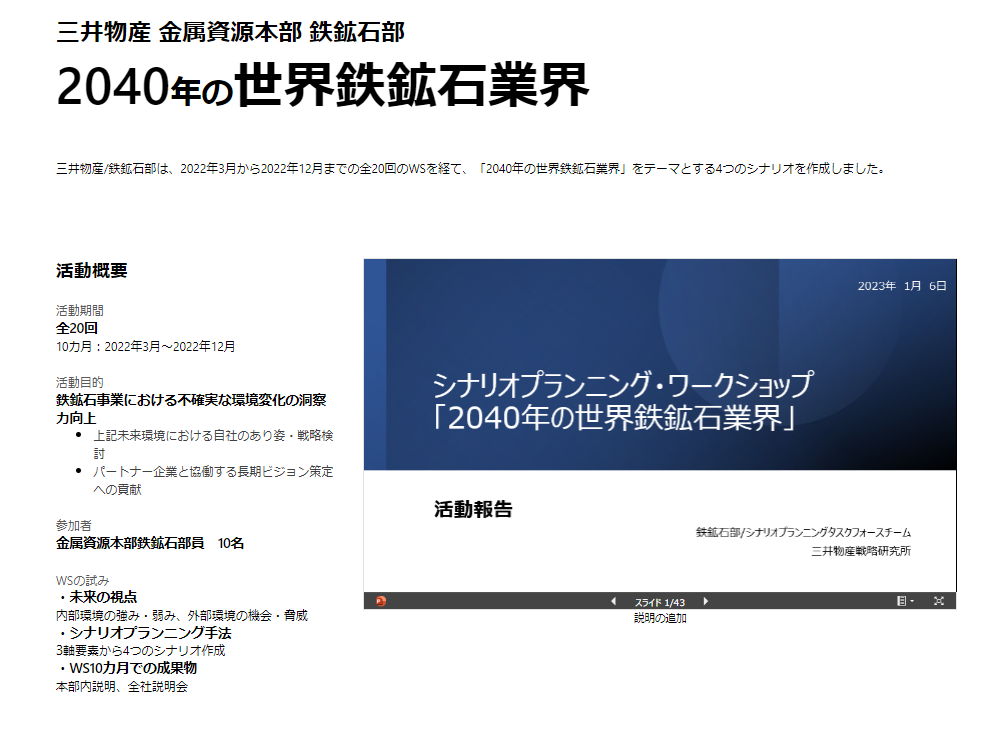 三井物産 金属資源本部 鉄鉱石部
2040年の世界鉄鉱石業界
三井物産/鉄鉱石部は、2022年3月から2022年12月までの全20回のWSを経て、「2040年の世界鉄鉱石業界」をテーマとする4つのシナリオを作成しました。
活動概要
活動期間
全20回
10カ月：2022年3月～2022年12月
活動目的
鉄鉱石事業における不確実な環境変化の洞察
力向上
• 上記未来環境における自社のあり姿・戦略検
討
• パートナー企業と協働する長期ビジョン策定
への貢献
参加者
金属資源本部鉄鉱石部員　10名
WSの試み
・未来の視点
内部環境の強み・弱み、外部環境の機会・脅威
・シナリオプランニング手法
3軸要素から4つのシナリオ作成
・WS10カ月での成果物
本部内説明、全社説明会
2023年 1月 6日
シナリオプランニング・ワークショップ
「2040年の世界鉄鉱石業界」
活動報告
鉄鉱石部/シナリオプランニングタスクフォースチーム
三井物産戦略研究所
スライド 1/43
説明の追加